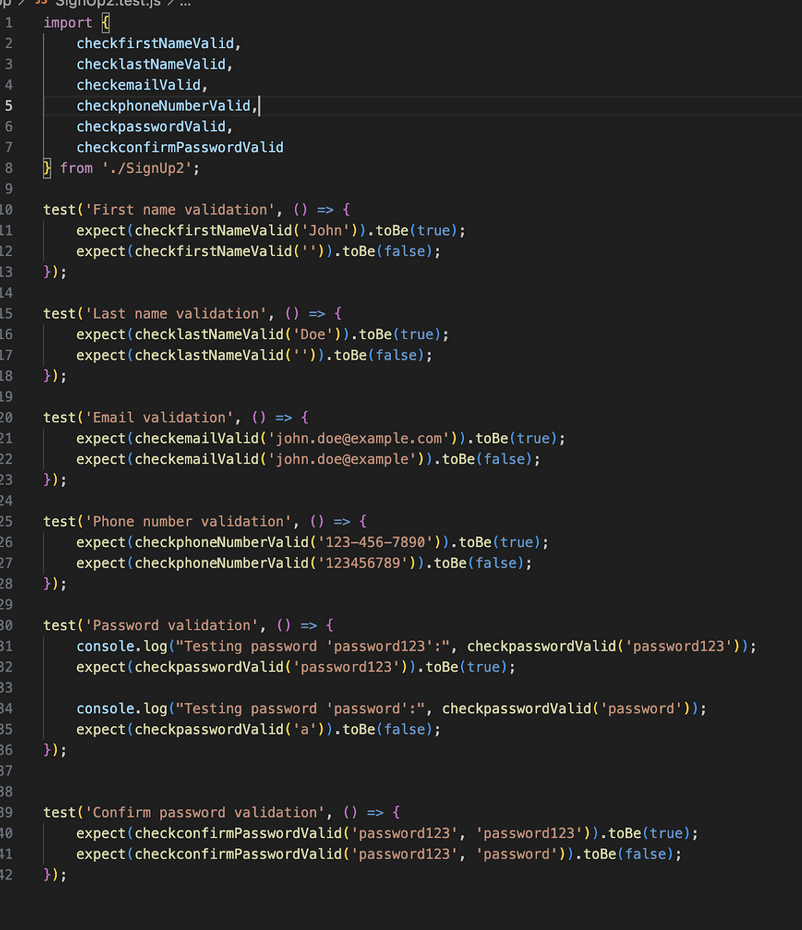 SignUp2.test.js > ...
1 import {
2 checkfirstNameValid,
3 checklastNameValid,
4 checkemailValid,
5 checkphoneNumberValid,
6 checkpasswordValid,
7 checkconfirmPasswordValid
8 } from './SignUp2';
9
10 test('First name validation', () => {
11 expect(checkfirstNameValid('John')).toBe(true);
12 expect(checkfirstNameValid('')).toBe(false);
13 });
14
15 test('Last name validation', () => {
16 expect(checklastNameValid('Doe')).toBe(true);
17 expect(checklastNameValid('')).toBe(false);
18 });
19
20 test('Email validation', () => {
21 expect(checkemailValid('john.doe@example.com')).toBe(true);
22 expect(checkemailValid('john.doe@example')).toBe(false);
23 });
24
25 test('Phone number validation', () => {
26 expect(checkphoneNumberValid('123-456-7890')).toBe(true);
27 expect(checkphoneNumberValid('123456789')).toBe(false);
28 });
29
30 test('Password validation', () => {
31 console.log("Testing password 'password123':", checkpasswordValid('password123'));
32 expect(checkpasswordValid('password123')).toBe(true);
33
34 console.log("Testing password 'password':", checkpasswordValid('password'));
35 expect(checkpasswordValid('a')).toBe(false);
36 });
37
38
39 test('Confirm password validation', () => {
40 expect(checkconfirmPasswordValid('password123', 'password123')).toBe(true);
41 expect(checkconfirmPasswordValid('password123', 'password')).toBe(false);
42 });